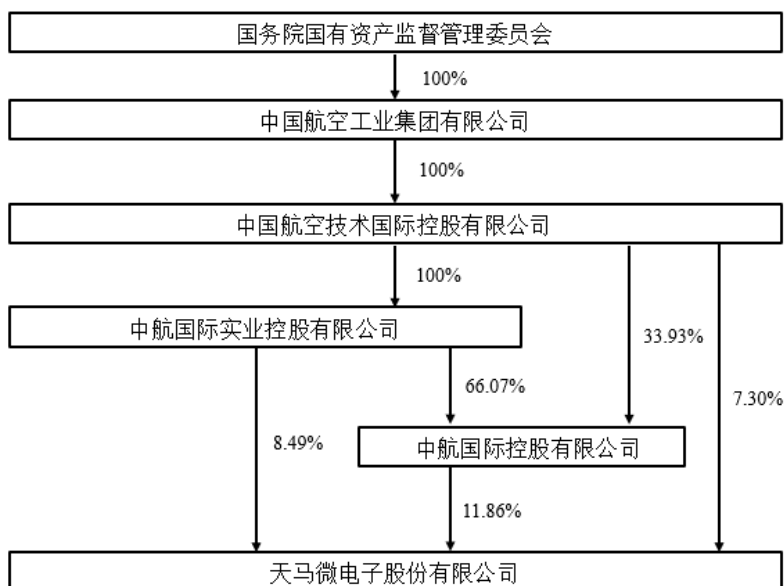 国务院国有资产监督管理委员会
100%
中国航空工业集团有限公司
100%
中国航空技术国际控股有限公司
100%
中航国际实业控股有限公司
33.93%
66.07%
7.30%
8.49%
中航国际控股有限公司
11.86%
天马微电子股份有限公司